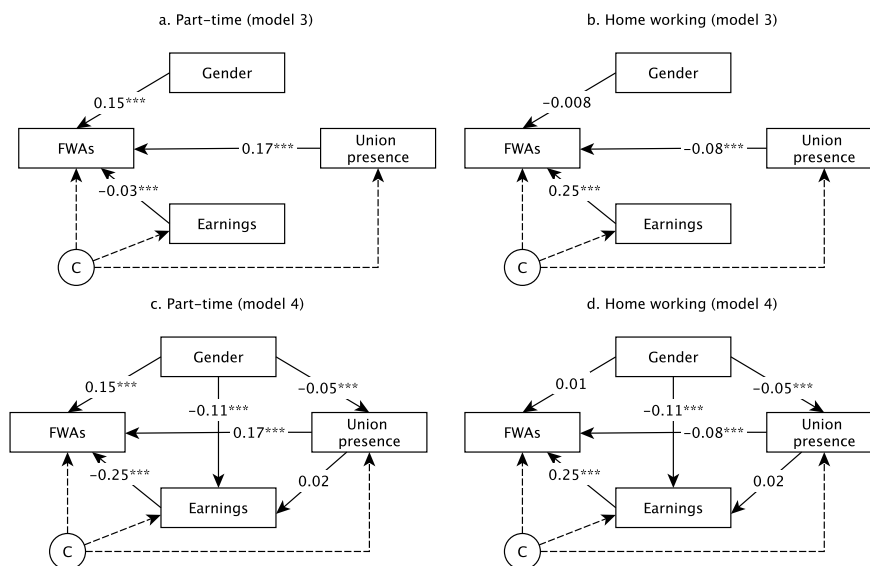 a. Part-time (model 3)
Gender
0.15***
FWAs
0.17***
Union
presence
-0.03***
Earnings
C
b. Home working (model 3)
Gender
-0.008
FWAs
-0.08***
Union
presence
0.25***
Earnings
C
c. Part-time (model 4)
Gender
0.15***
-0.05***
-0.11***
FWAs
0.17***
Union
presence
-0.25***
0.02
Earnings
C
d. Home working (model 4)
Gender
0.01
-0.05***
-0.11***
FWAs
-0.08***
Union
presence
0.25***
0.02
Earnings
C